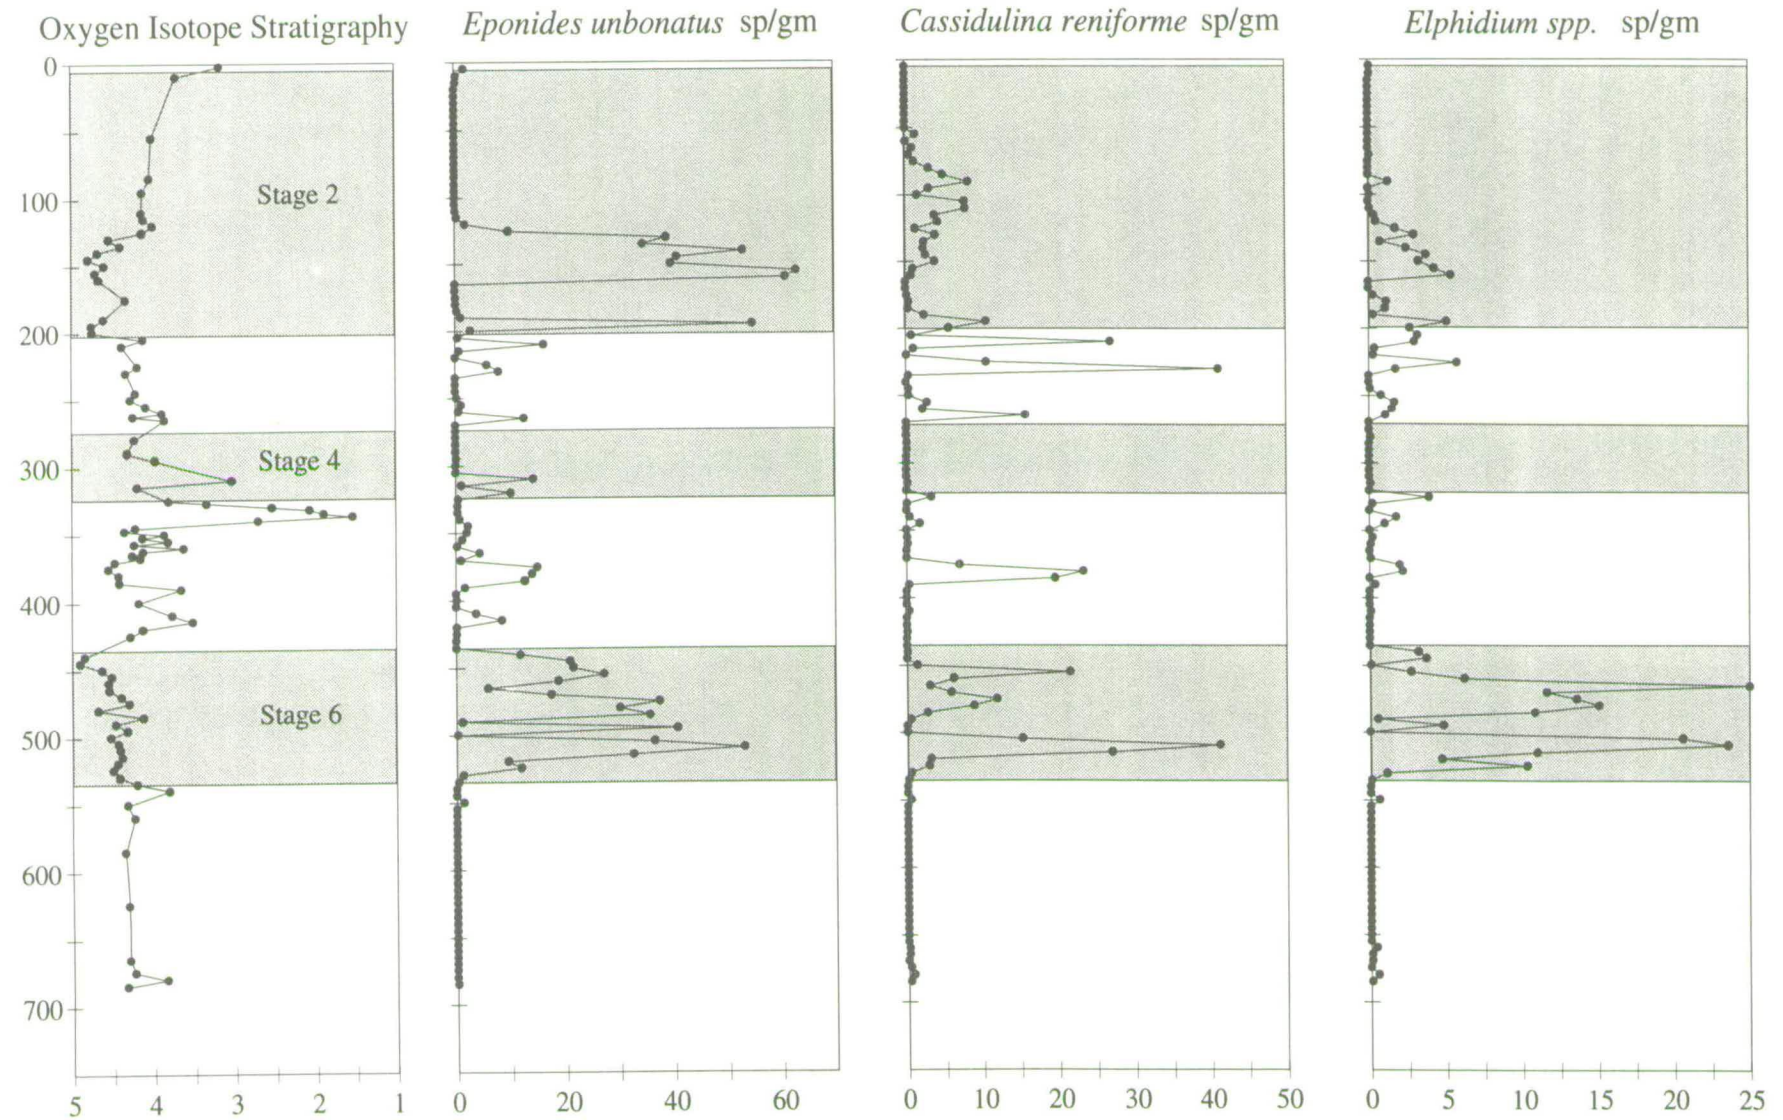 Oxygen Isotope Stratigraphy
Eponides unbonatus sp/gm
Cassidulina reniforme sp/gm
Elphidium spp. sp/gm
0
100
200
300
400
500
600
700
Stage 2
Stage 4
Stage 6
5 4 3 2 1
0 20 40 60
0 10 20 30 40 50
0 5 10 15 20 25